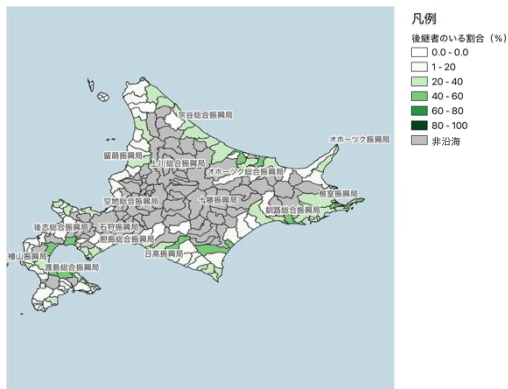 凡例
後継者のいる割合（%）
0.0 - 0.0
1 - 20
20 - 40
40 - 60
60 - 80
80 - 100
非沿海
宗谷総合振興局
オホーツク振興局
留萌振興局
上川総合振興局
オホーツク総合振興局
根室振興局
空知総合振興局
十勝振興局
釧路総合振興局
後志総合振興局
石狩振興局
胆振総合振興局
日高振興局
檜山振興局
渡島総合振興局